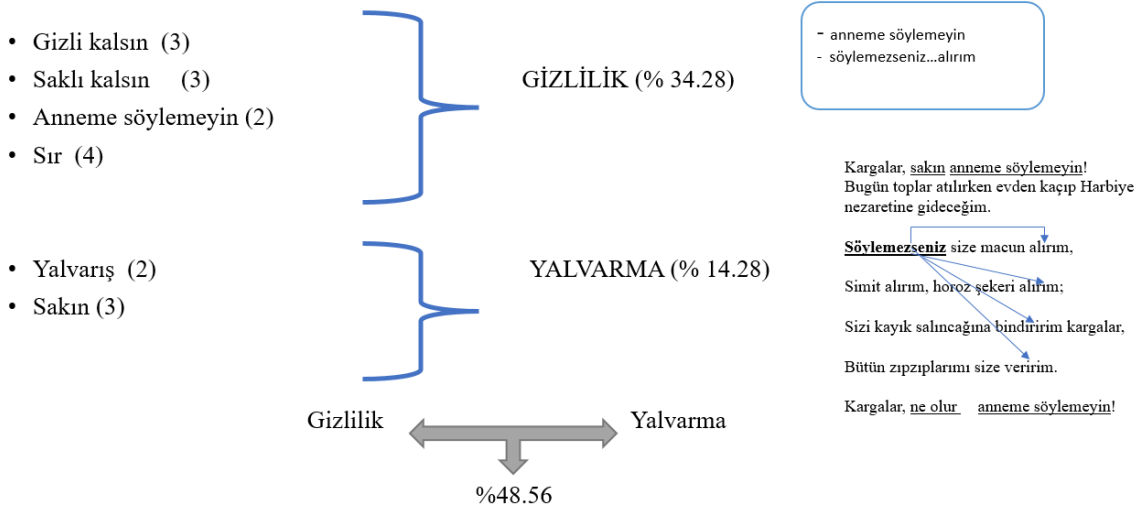 • Gizli kalsın (3)
• Saklı kalsın (3)
• Anneme söylemeyin (2)
• Sır (4)
GİZLİLİK (% 34.28)
• Yalvarış (2)
• Sakın (3)
YALVARMA (% 14.28)
Gizlilik
Yalvarma
%48.56
- anneme söylemeyin
- söylemezseniz...alırım
Kargalar, sakın anneme söylemeyin!
Bugün toplar atılırken evden kaçıp Harbiye
nezaretine gideceğim.
Söylemezseniz size macun alırım,
Simit alırım, horoz şekeri alırım;
Sizi kayık salıncağına bindiririm kargalar,
Bütün zıpzıplarımı size veririm.
Kargalar, ne olur anneme söylemeyin!